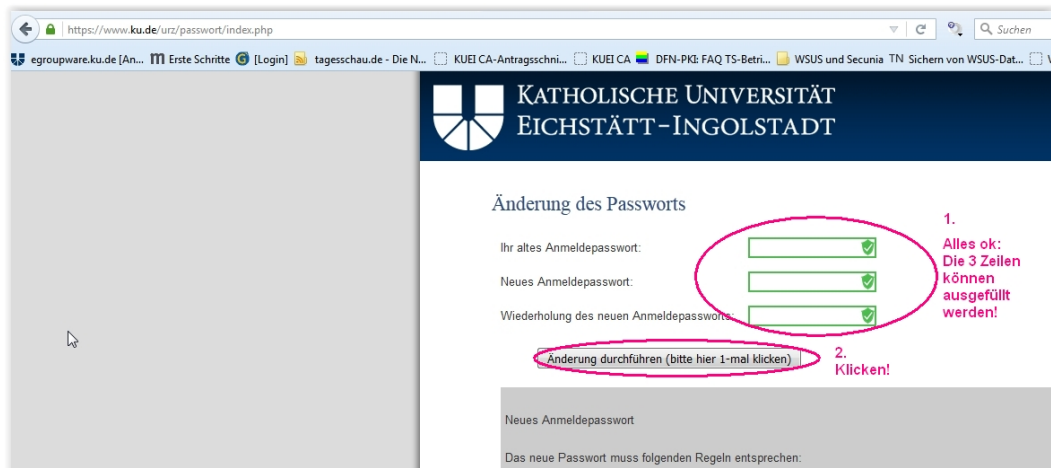 https://www.ku.de/urz/passwort/index.php
Suchen
egroupware.ku.de [An... Erste Schritte [Login] tagesschau.de - Die N... KUEI CA-Antragsschni... KUEI CA DFN-PKI: FAQ TS-Betri... WSUS und Secunia TN Sichern von WSUS-Dat...
KATHOLISCHE UNIVERSITÄT
EICHSTÄTT-INGOLSTADT
Änderung des Passworts
1.
Ihr altes Anmeldepasswort:
Alles ok:
Die 3 Zeilen
können
ausgefüllt
werden!
Neues Anmeldepasswort:
Wiederholung des neuen Anmeldepassworts:
Änderung durchführen (bitte hier 1-mal klicken)
2.
Klicken!
Neues Anmeldepasswort
Das neue Passwort muss folgenden Regeln entsprechen: